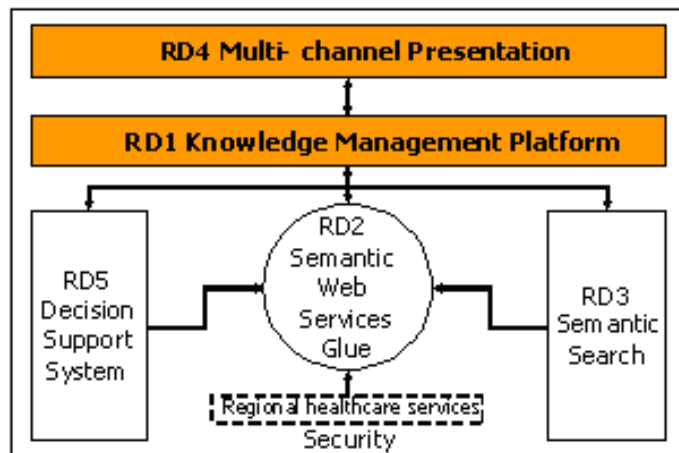 RD4 Multi- channel Presentation
RD1 Knowledge Management Platform
RD5
Decision
Support
System
RD2
Semantic
Web
Services
Glue
RD3
Semantic
Search
Regional healthcare services
Security